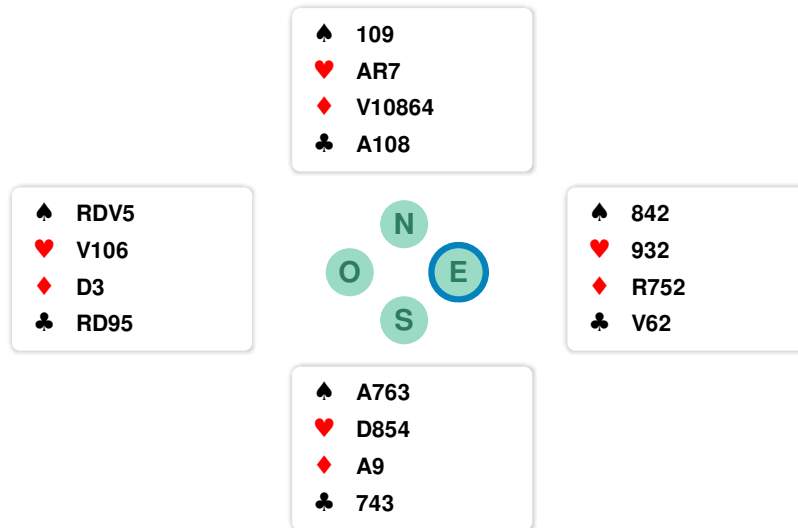 ♠ 109
♥ AR7
♦ V10864
♣ A108
♠ RDV5
♥ V106
♦ D3
♣ RD95
N
O E
S
♠ 842
♥ 932
♦ R752
♣ V62
♠ A763
♥ D854
♦ A9
♣ 743